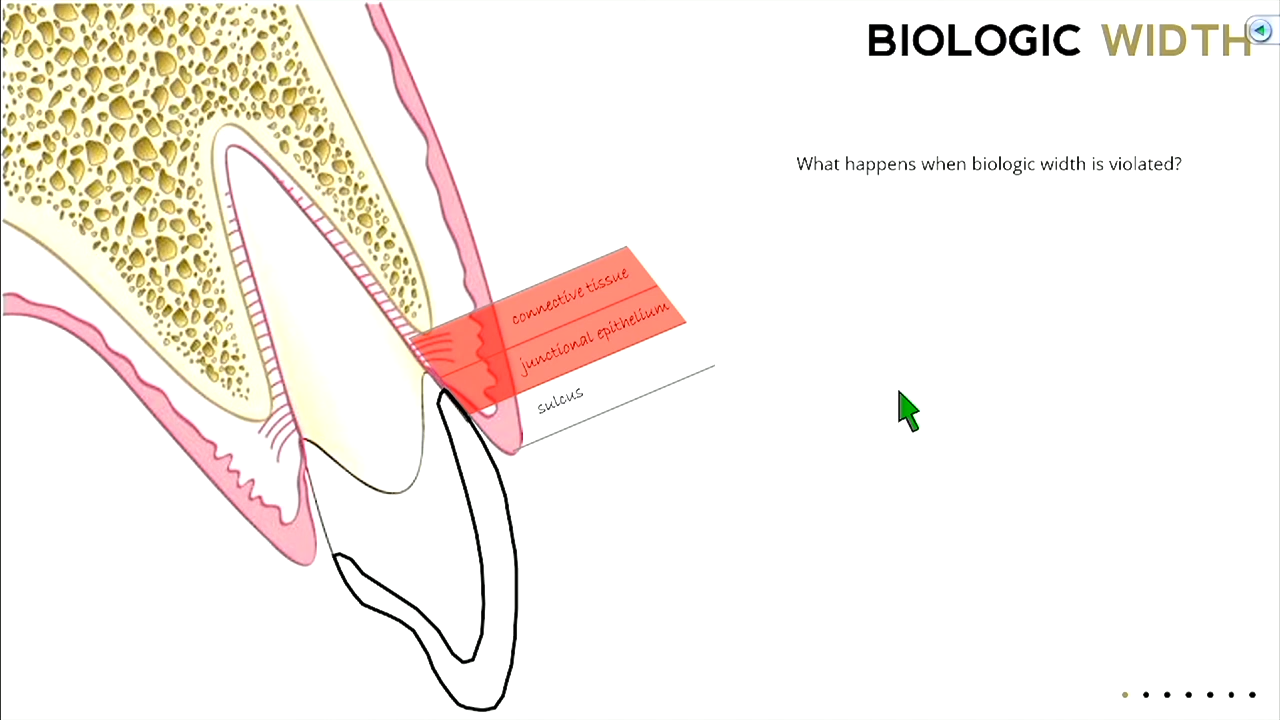 BIOLOGIC WIDTH
What happens when biologic width is violated?
connective tissue
junctional epithelium
sulcus